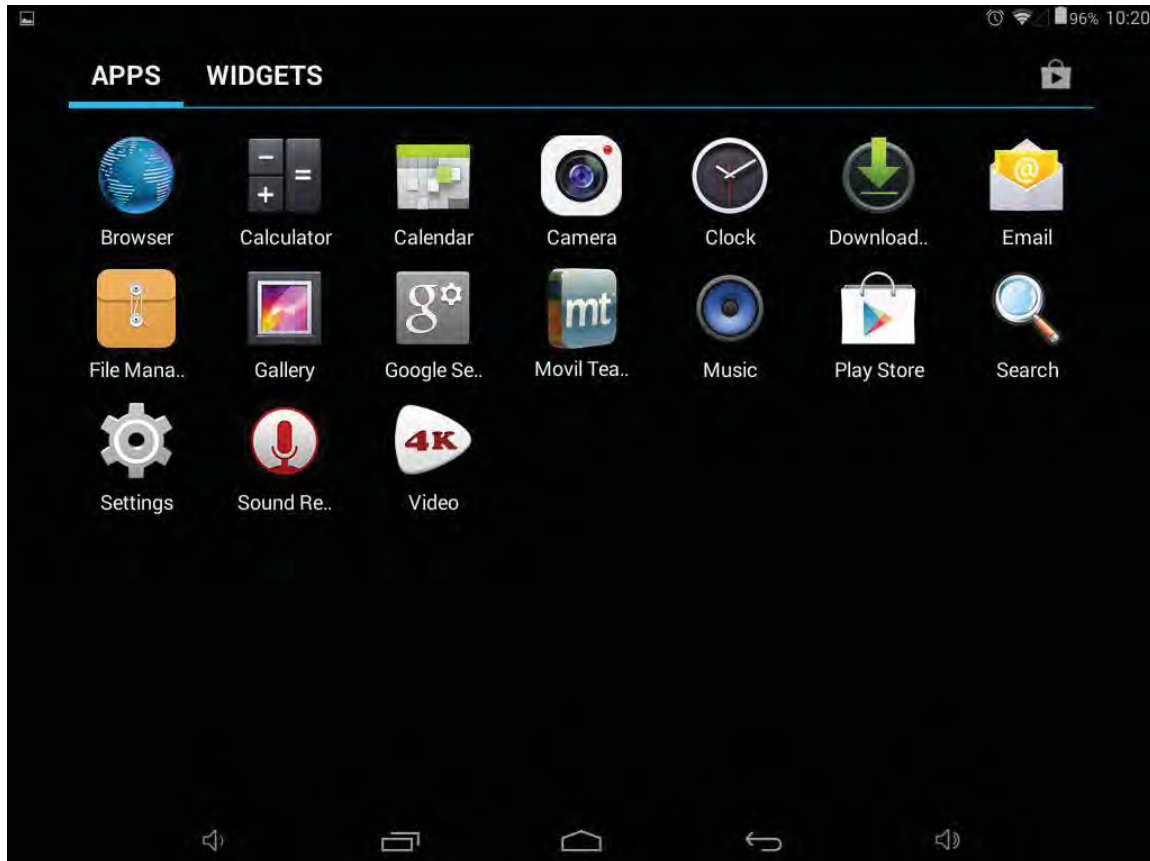 96% 10:20
APPS WIDGETS
Browser Calculator Calendar Camera Clock Download.. Email
@
File Mana.. Gallery Google Se.. Movil Tea.. Music Play Store Search
g
mt
Settings Sound Re.. Video
4K